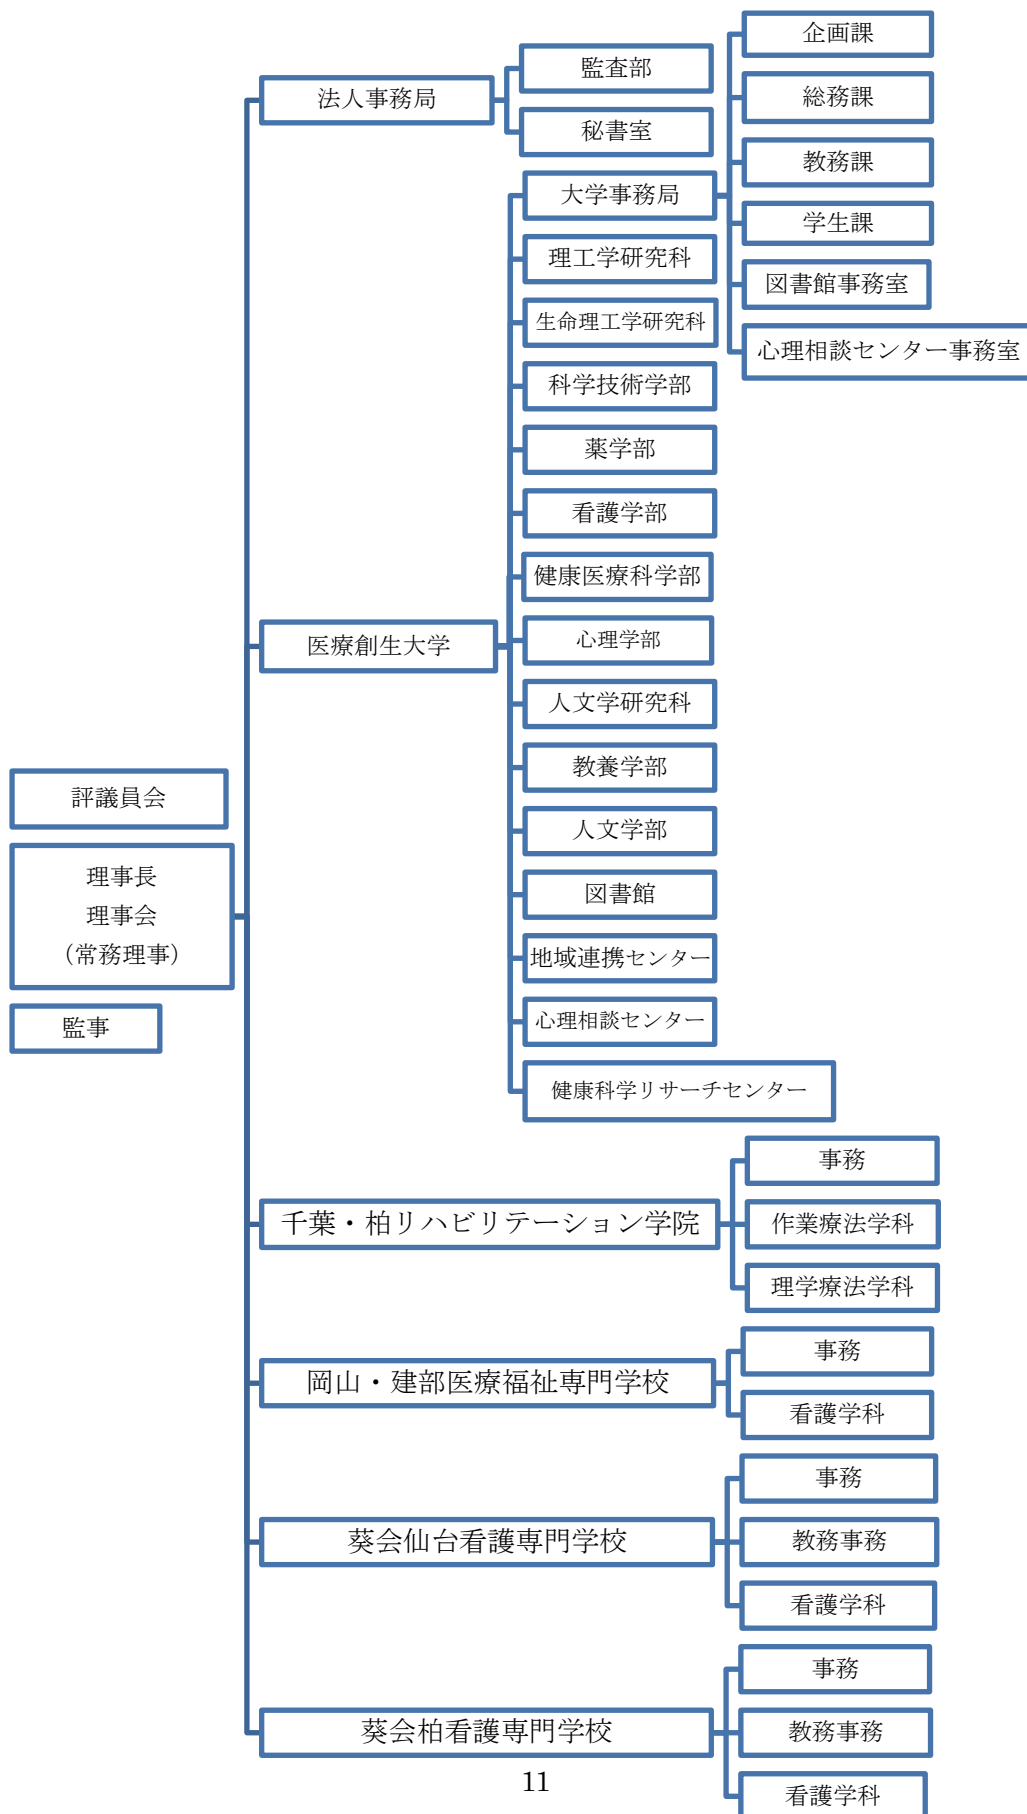 評議員会
理事長
理事会
（常務理事）
監事
法人事務局
監査部
秘書室
医療創生大学
大学事務局
企画課
総務課
教務課
学生課
図書館事務室
心理相談センター事務室
理工学研究科
生命理工学研究科
科学技術学部
薬学部
看護学部
健康医療科学部
心理学部
人文学研究科
教養学部
人文学部
図書館
地域連携センター
心理相談センター
健康科学リサーチセンター
千葉・柏リハビリテーション学院
事務
作業療法学科
理学療法学科
岡山・建部医療福祉専門学校
事務
看護学科
葵会仙台看護専門学校
事務
教務事務
看護学科
葵会柏看護専門学校
事務
教務事務
看護学科
11